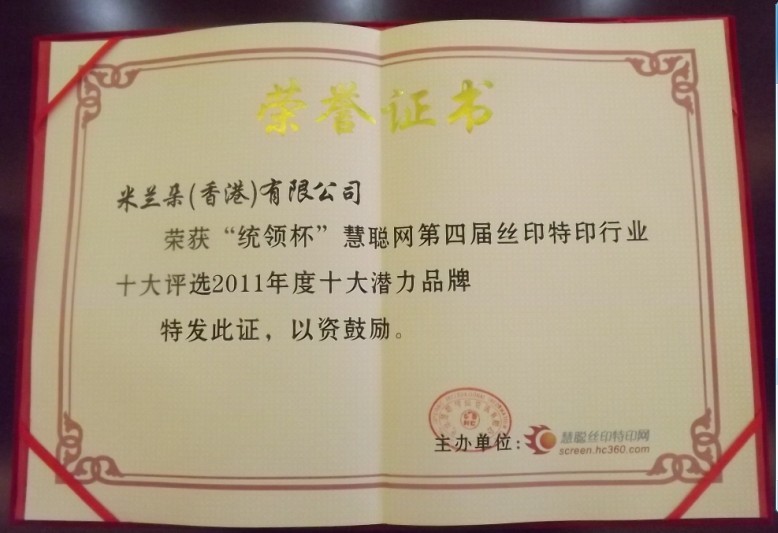 荣誉证书
米兰朵(香港)有限公司
荣获“统领杯”慧聪网第四届丝印特印行业
十大评选2011年度十大潜力品牌
特发此证，以资鼓励。
主办单位:
慧聪丝印特印网
screen.hc360.com